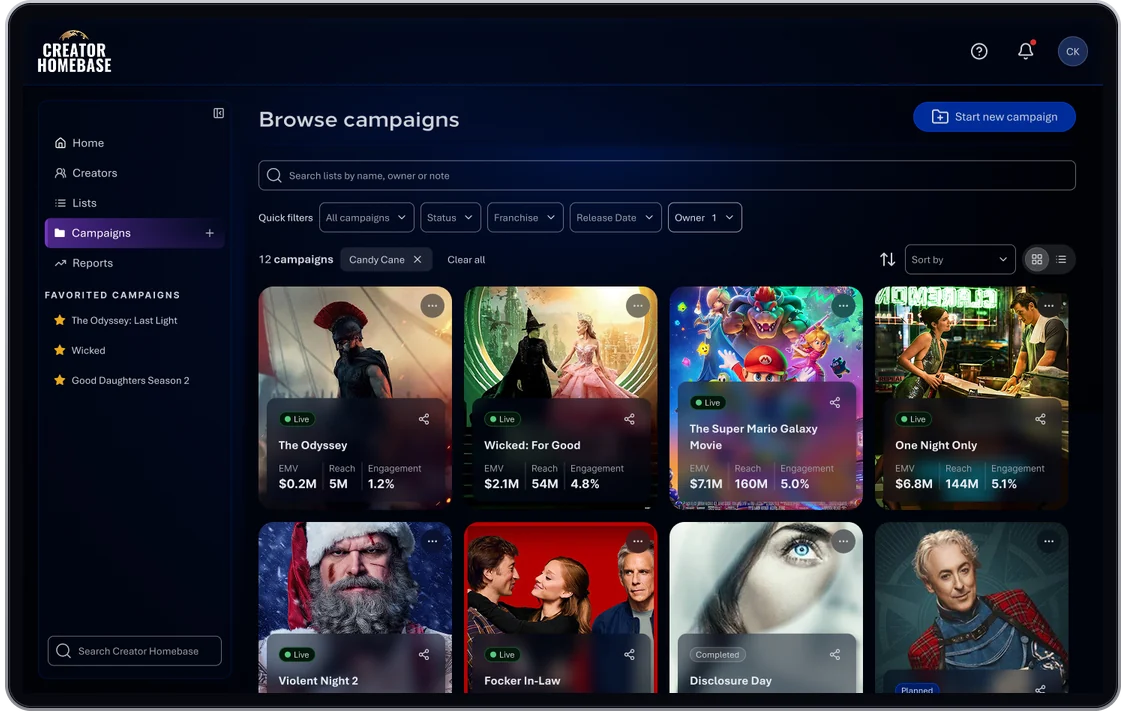 CREATOR
HOMEBASE
CK
Home
Creators
Lists
Campaigns
Reports
FAVORITED CAMPAIGNS
The Odyssey: Last Light
Wicked
Good Daughters Season 2
Search Creator Homebase
Browse campaigns
Start new campaign
Search lists by name, owner or note
Quick filters
All campaigns
Status
Franchise
Release Date
Owner 1
12 campaigns
Candy Cane
Clear all
Sort by
Live
The Odyssey
EMV Reach Engagement
$0.2M 5M 1.2%
Live
Wicked: For Good
EMV Reach Engagement
$2.1M 54M 4.8%
Live
The Super Mario Galaxy
Movie
EMV Reach Engagement
$7.1M 160M 5.0%
Live
One Night Only
EMV Reach Engagement
$6.8M 144M 5.1%
Live
Violent Night 2
Live
Focker In-Law
Completed
Disclosure Day
Planned